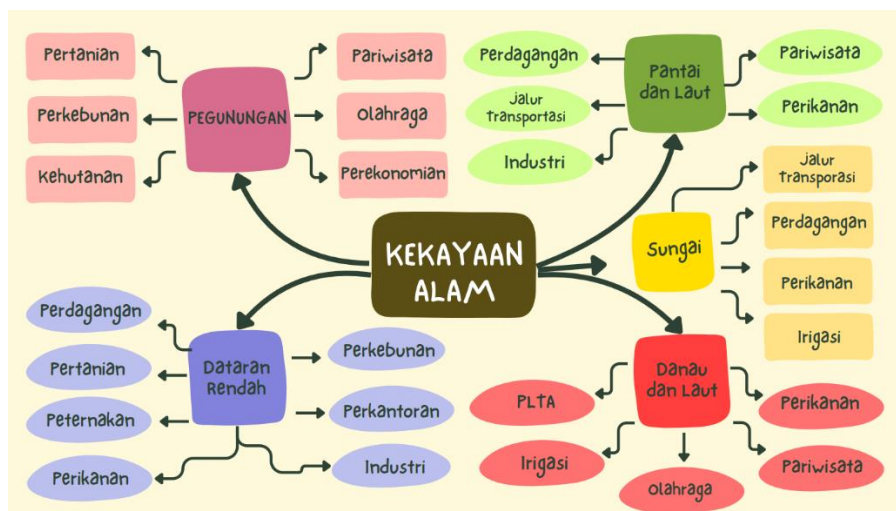 KEKAYAAN
ALAM
PEGUNUNGAN
Pertanian
Perkebunan
Kehutanan
Pariwisata
Olahraga
Perekonomian
Pantai
dan Laut
Perdagangan
Jalur
Transportasi
Industri
Pariwisata
Perikanan
Sungai
Jalur
Transporasi
Perdagangan
Perikanan
Irigasi
Dataran
Rendah
Perdagangan
Pertanian
Peternakan
Perikanan
Perkebunan
Perkantoran
Industri
Danau
dan Laut
PLTA
Irigasi
Olahraga
Perikanan
Pariwisata